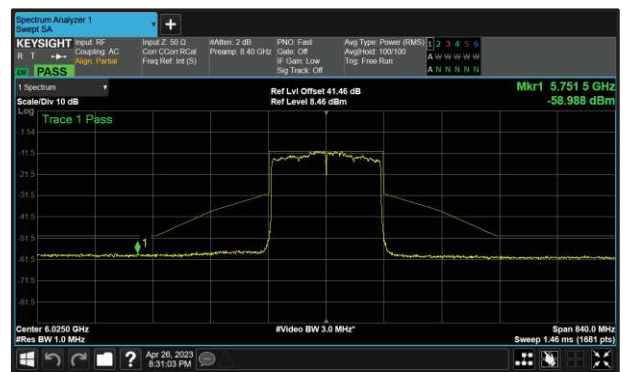 Spectrum Analyzer 1
Swept SA
KEYSIGHT Input: RF Input Z: 50 Ω #Atten: 2 dB PNO: Fast Avg Type: Power (RMS) 1 2 3 4 5 6
R T Coupling: AC Corr CCorr RCal Preamp: 8.40 GHz Gate: Off Avg|Hold: 100/100 A W W W W W
Align: Partial Freq Ref: Int (S) IF Gain: Low Trig: Free Run
PASS Sig Track: Off A N N N N N
1 Spectrum Ref Lvl Offset 41.46 dB Mkr1 5.751 5 GHz
Scale/Div 10 dB Ref Level 8.46 dBm -58.988 dBm
Log
Trace 1 Pass
-1.54
-11.5
-21.5
-31.5
-41.5
-51.5
1
-61.5
-71.5
-81.5
Center 6.0250 GHz #Video BW 3.0 MHz* Span 840.0 MHz
#Res BW 1.0 MHz Sweep 1.46 ms (1681 pts)
? Apr 26, 2023
8:31:03 PM